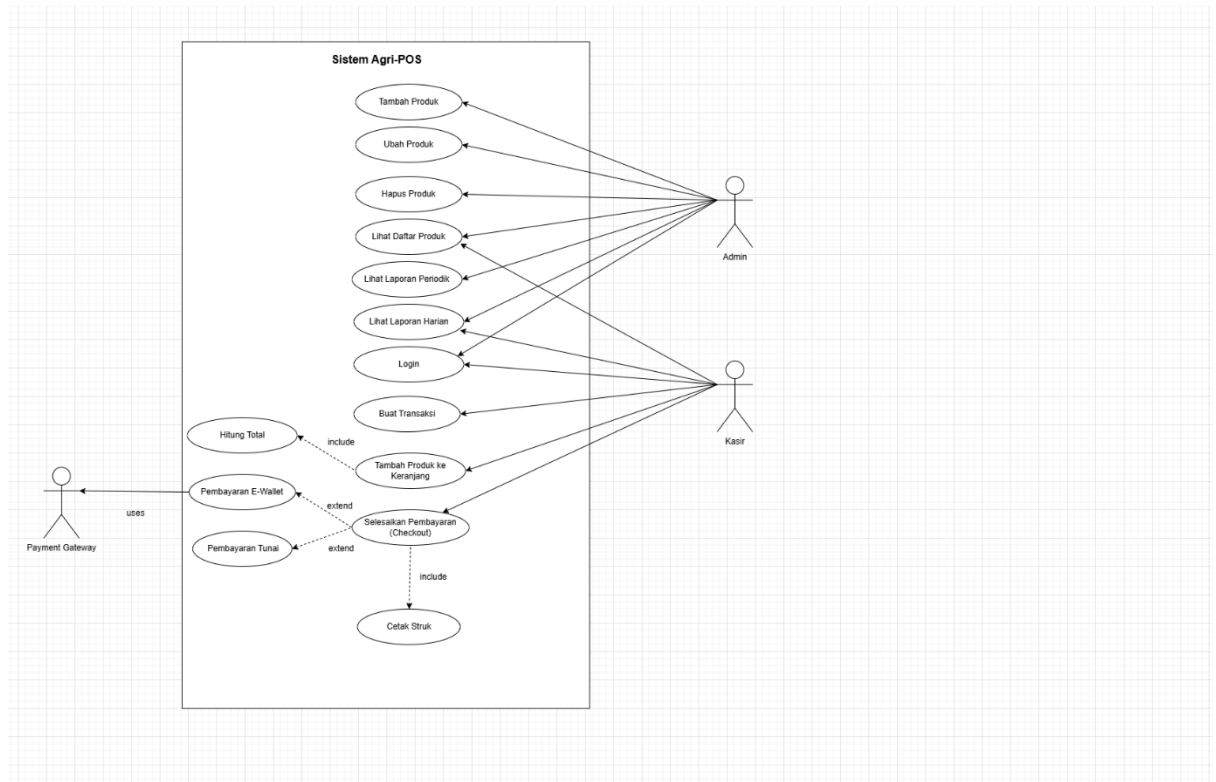 Sistem Agri-POS
Tambah Produk
Ubah Produk
Hapus Produk
Lihat Daftar Produk
Admin
Lihat Laporan Periodik
Lihat Laporan Harian
Login
Buat Transaksi
Kasir
Hitung Total
include
Tambah Produk ke
Keranjang
Pembayaran E-Wallet
extend
uses
Selesaikan Pembayaran
(Checkout)
Payment Gateway
Pembayaran Tunai
extend
include
Cetak Struk